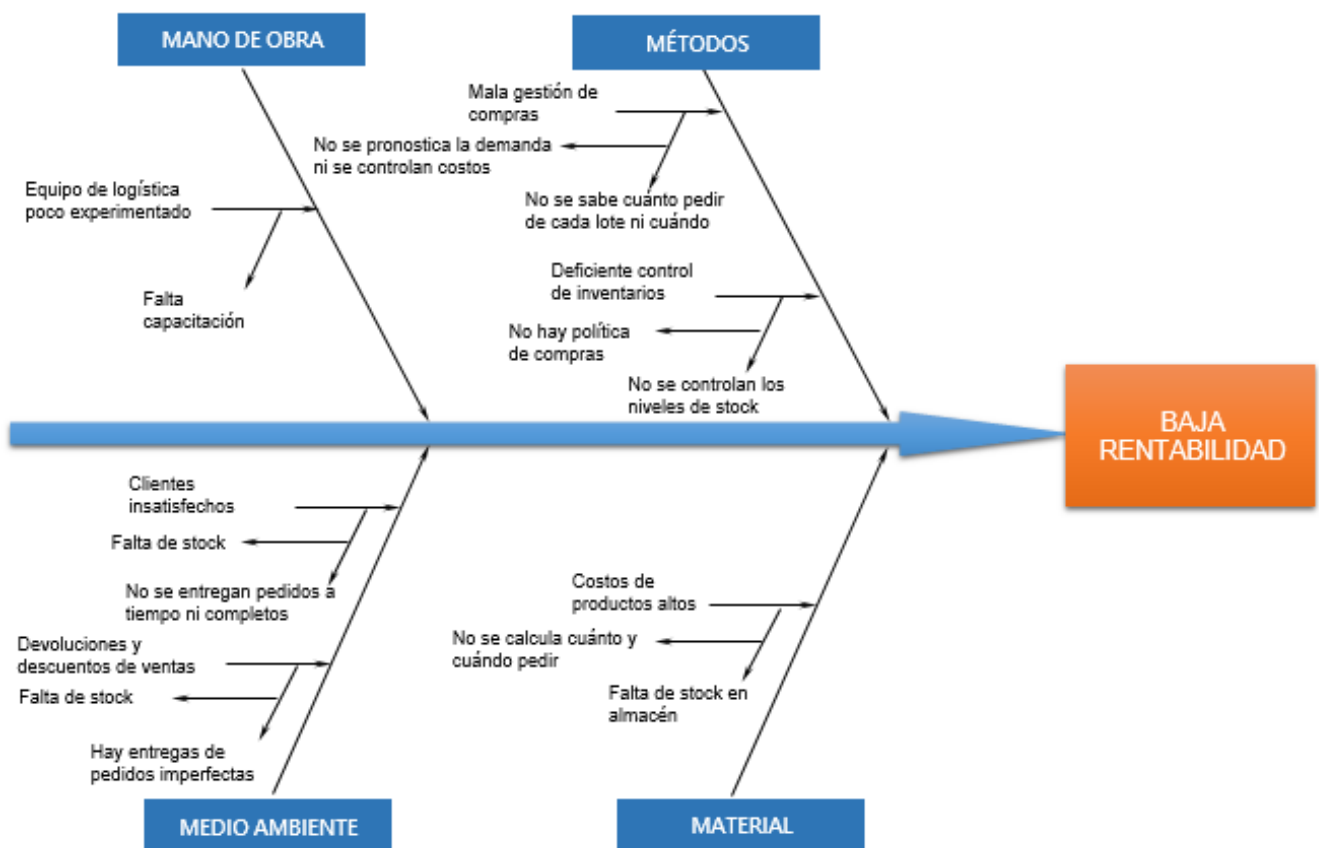 MANO DE OBRA
MÉTODOS
Mala gestión de
compras
No se pronostica la demanda
ni se controlan costos
No se sabe cuánto pedir
de cada lote ni cuándo
Equipo de logística
poco experimentado
Falta
capacitación
Deficiente control
de inventarios
No hay política
de compras
No se controlan los
niveles de stock
BAJA
RENTABILIDAD
Clientes
insatisfechos
Falta de stock
No se entregan pedidos a
tiempo ni completos
Devoluciones y
descuentos de ventas
Falta de stock
Hay entregas de
pedidos imperfectas
Costos de
productos altos
No se calcula cuánto y
cuándo pedir
Falta de stock en
almacén
MEDIO AMBIENTE
MATERIAL